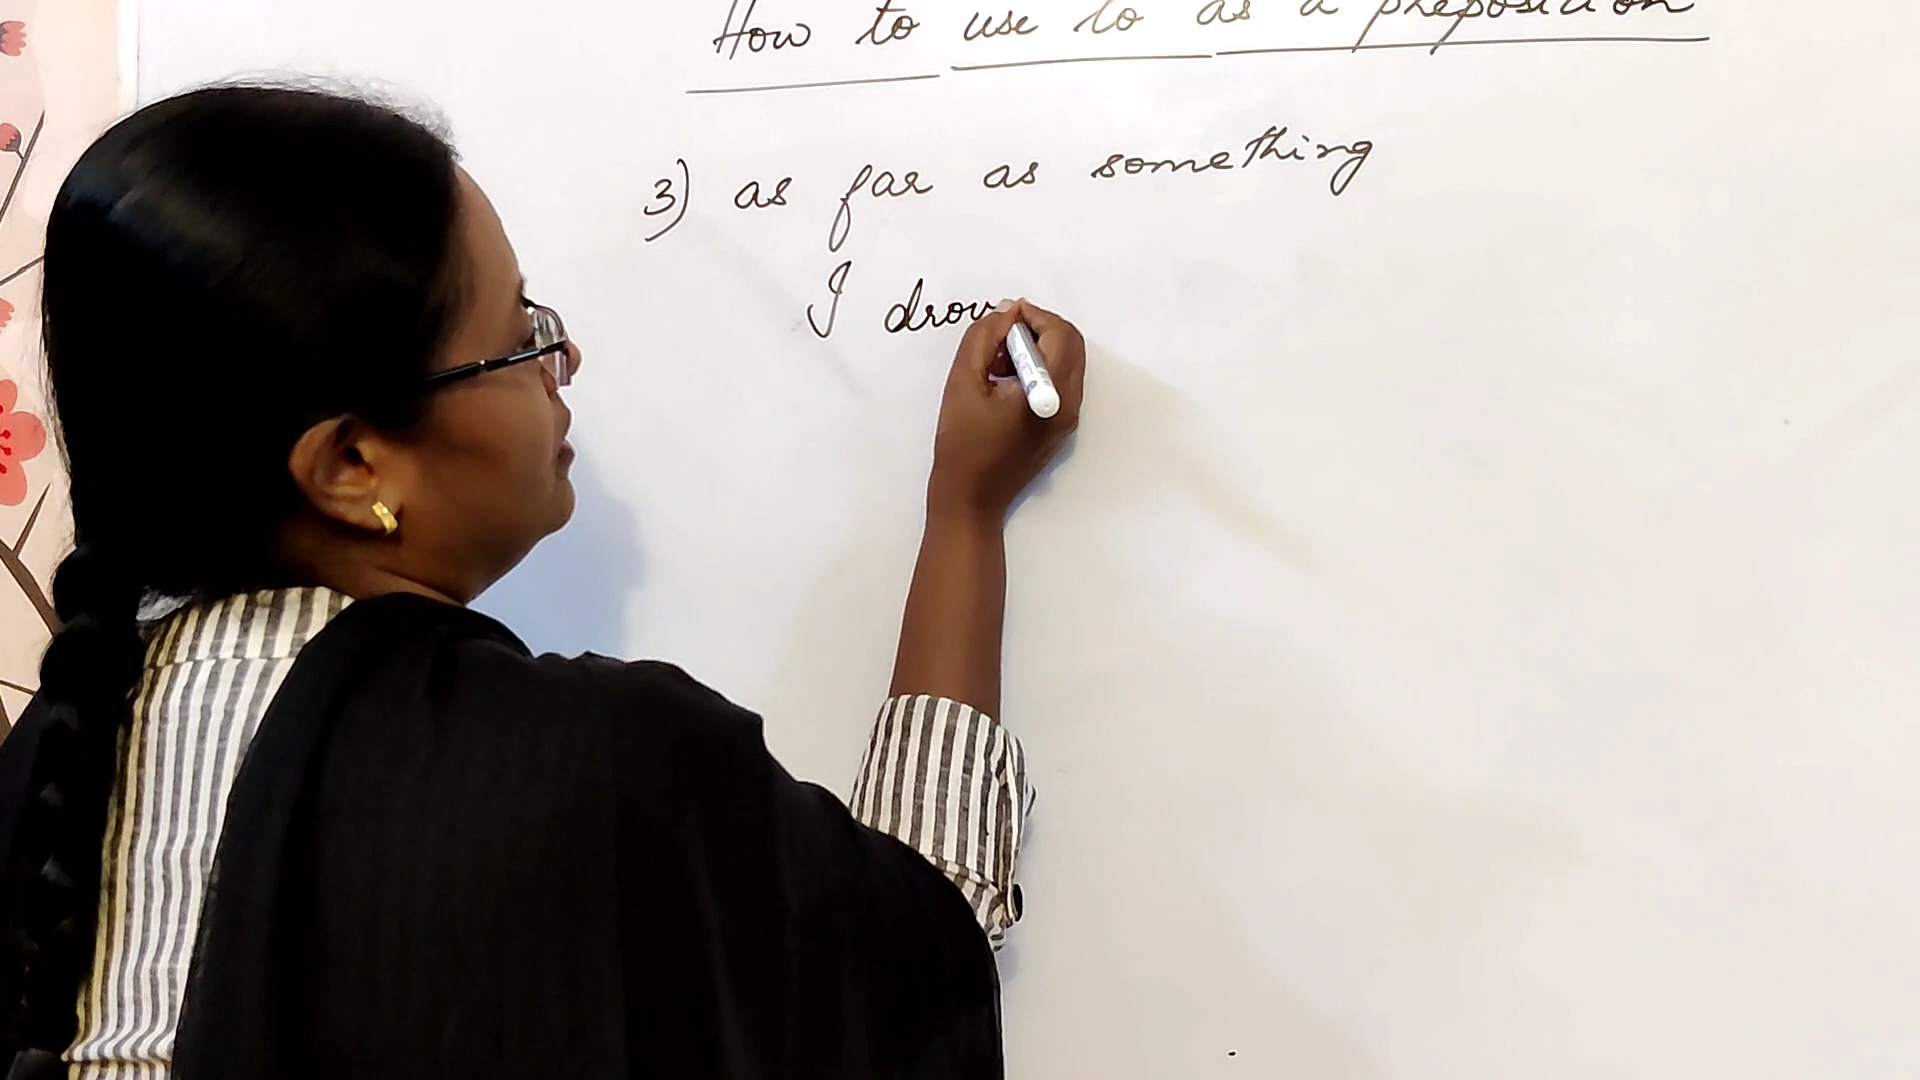 How to use to as a preposition
3) as far as something
I drov